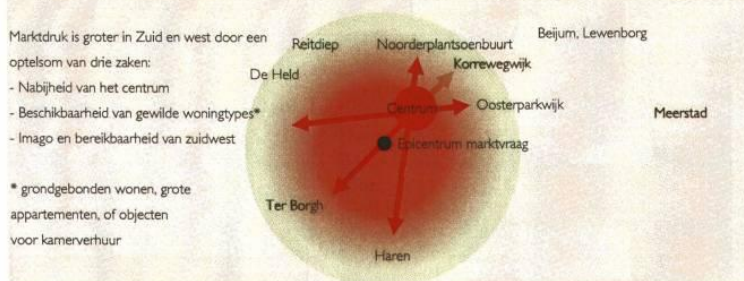 Marktdruk is groter in Zuid en west door een
optelsom van drie zaken:
- Nabijheid van het centrum
- Beschikbaarheid van gewilde woningtypes*
- Imago en bereikbaarheid van zuidwest
* grondgebonden wonen, grote
appartementen, of objecten
voor kamerverhuur
Reitdiep
Noorderplantsoenbuurt
Beijum, Lewenborg
De Held
Korrewegwijk
Centrum
Oosterparkwijk
Meerstad
Epicentrum marktvraag
Ter Borgh
Haren